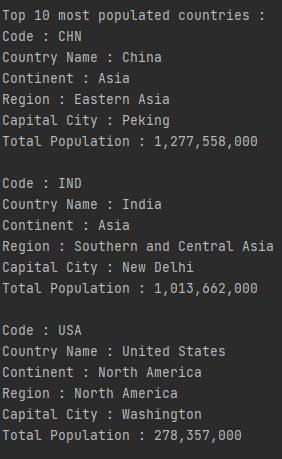 Top 10 most populated countries :
Code : CHN
Country Name : China
Continent : Asia
Region : Eastern Asia
Capital City : Peking
Total Population : 1,277,558,000

Code : IND
Country Name : India
Continent : Asia
Region : Southern and Central Asia
Capital City : New Delhi
Total Population : 1,013,662,000

Code : USA
Country Name : United States
Continent : North America
Region : North America
Capital City : Washington
Total Population : 278,357,000